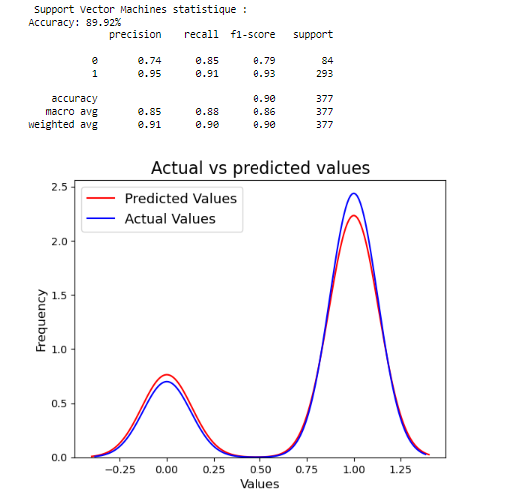 Support Vector Machines statistique :
Accuracy: 89.92%
precision recall f1-score support
0 0.74 0.85 0.79 84
1 0.95 0.91 0.93 293
accuracy 0.90 377
macro avg 0.85 0.88 0.86 377
weighted avg 0.91 0.90 0.90 377
Actual vs predicted values
Predicted Values
Actual Values
2.5
2.0
1.5
1.0
0.5
0.0
Frequency
−0.25 0.00 0.25 0.50 0.75 1.00 1.25
Values